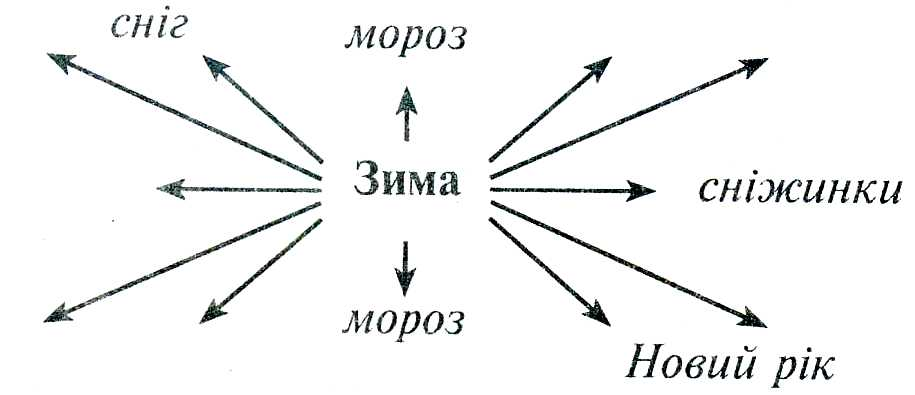 сніг
мороз
Зима
сніжинки
мороз
Новий рік